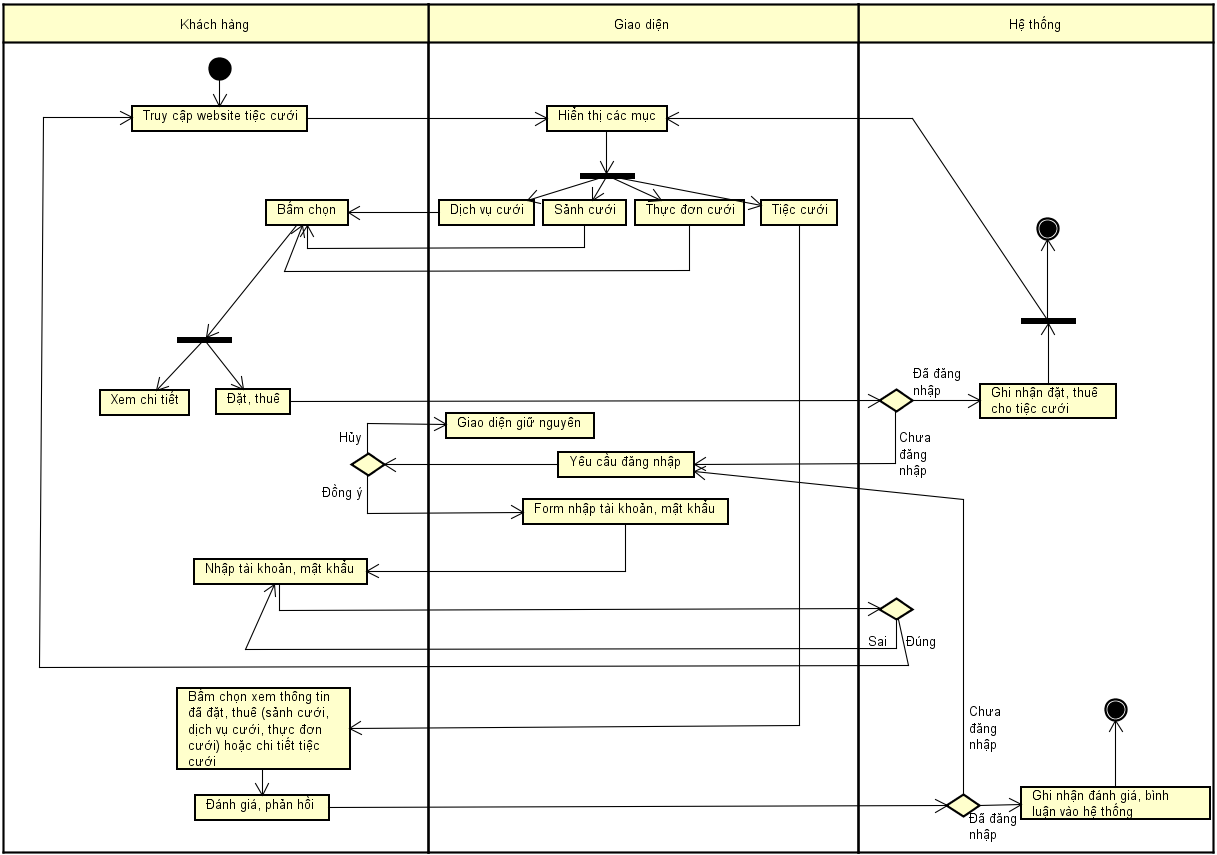 Khách hàng
Giao diện
Hệ thống
Truy cập website tiệc cưới
Hiển thị các mục
Bấm chọn
Dịch vụ cưới
Sảnh cưới
Thực đơn cưới
Tiệc cưới
Xem chi tiết
Đặt, thuê
Đã đăng
nhập
Ghi nhận đặt, thuê
cho tiệc cưới
Giao diện giữ nguyên
Hủy
Chưa
đăng
nhập
Yêu cầu đăng nhập
Đồng ý
Form nhập tài khoản, mật khẩu
Nhập tài khoản, mật khẩu
Sai
Đúng
Bấm chọn xem thông tin
đã đặt, thuê (sảnh cưới,
dịch vụ cưới, thực đơn
cưới) hoặc chi tiết tiệc
cưới
Chưa
đăng
nhập
Đánh giá, phản hồi
Ghi nhận đánh giá, bình
luận vào hệ thống
Đã đăng
nhập